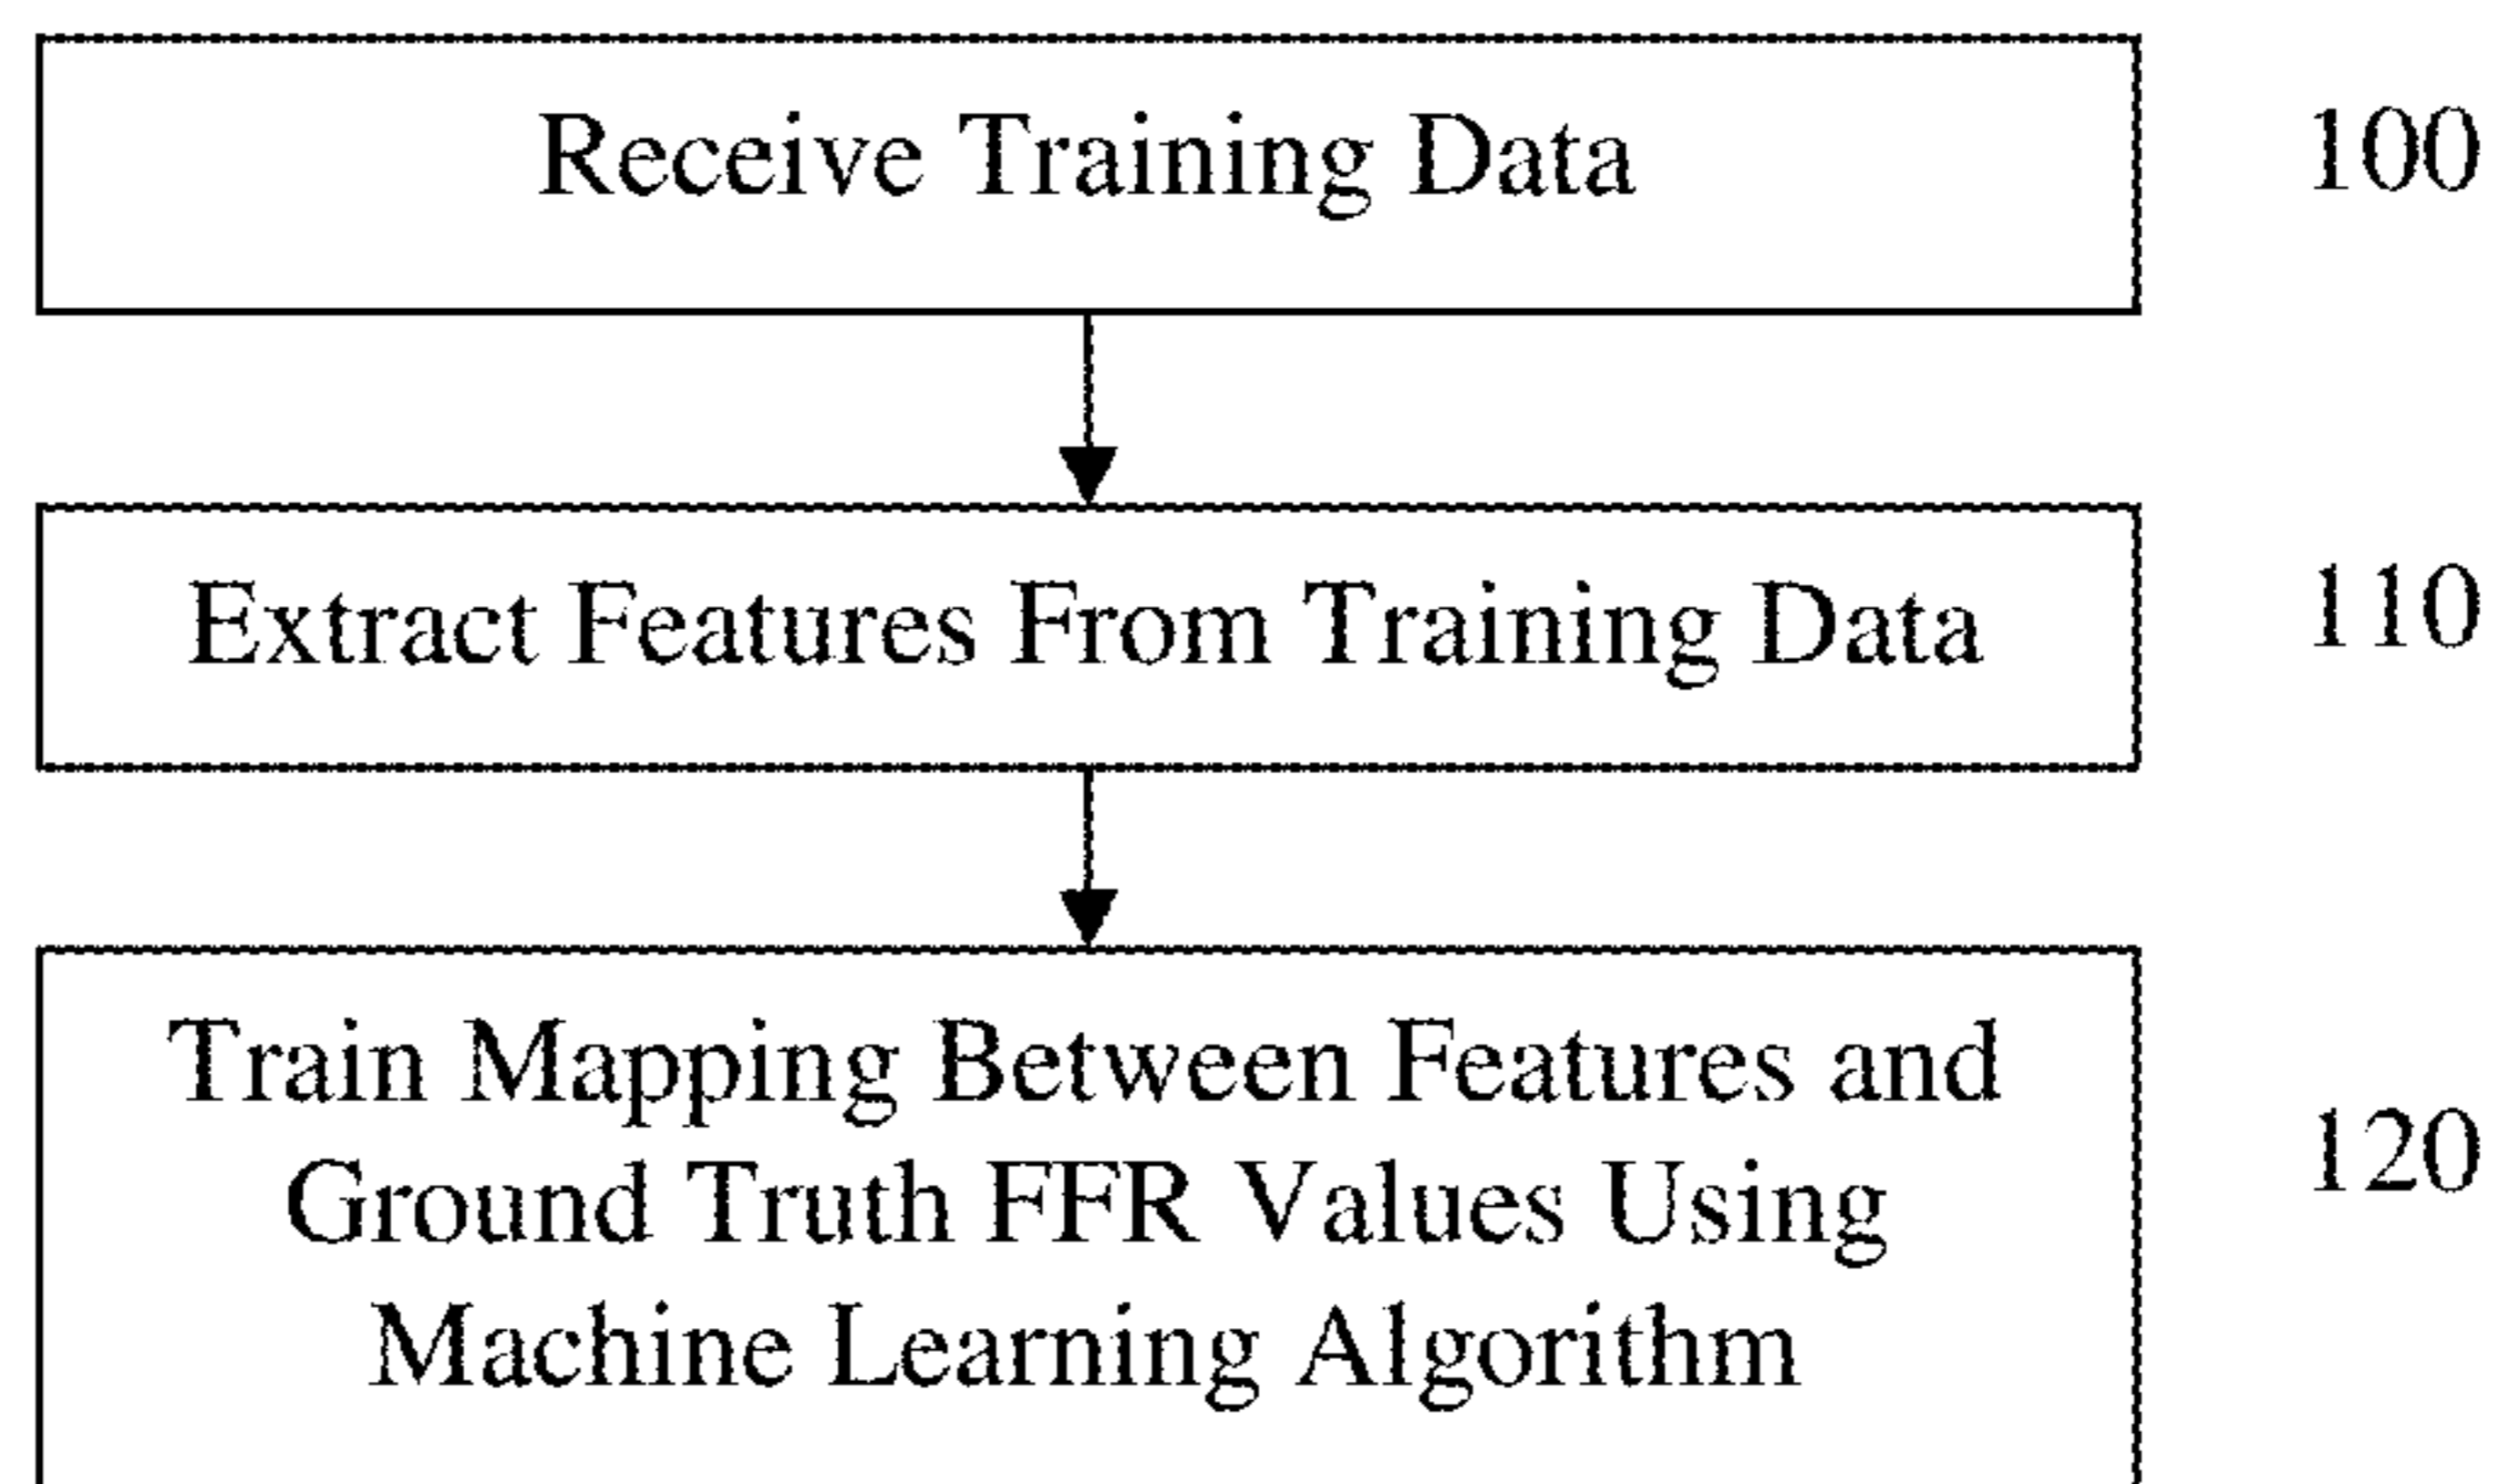 Receive Training Data
100
Extract Features From Training Data
110
Train Mapping Between Features and
Ground Truth FFR Values Using
Machine Learning Algorithm
120